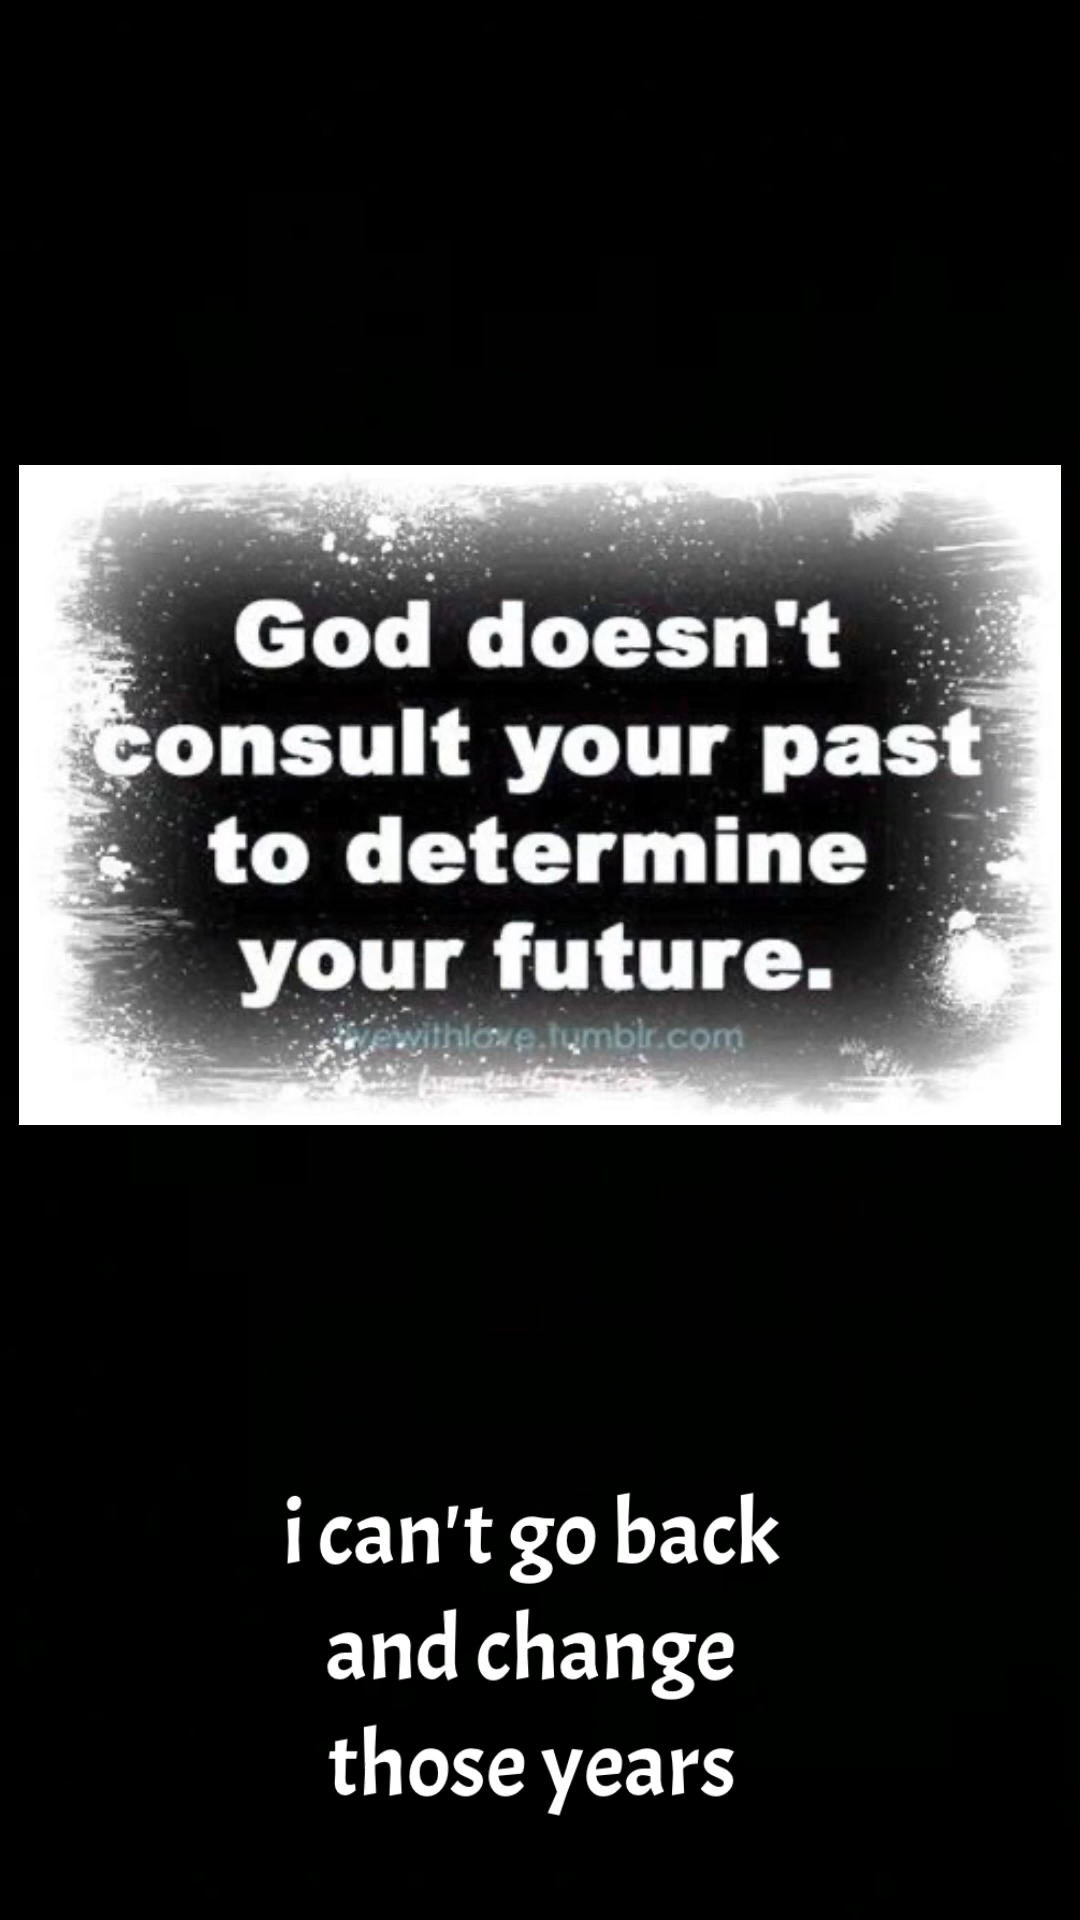 God doesn't
consult your past
to determine
your future.
wewithlove.tumblr.com
i can't go back
and change
those years